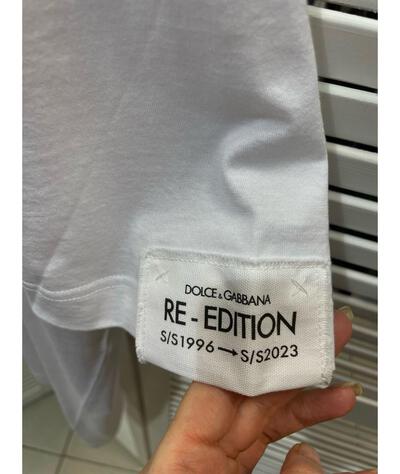 DOLCE & GABBANA
RE-EDITION
S/S1996 → S/S2023